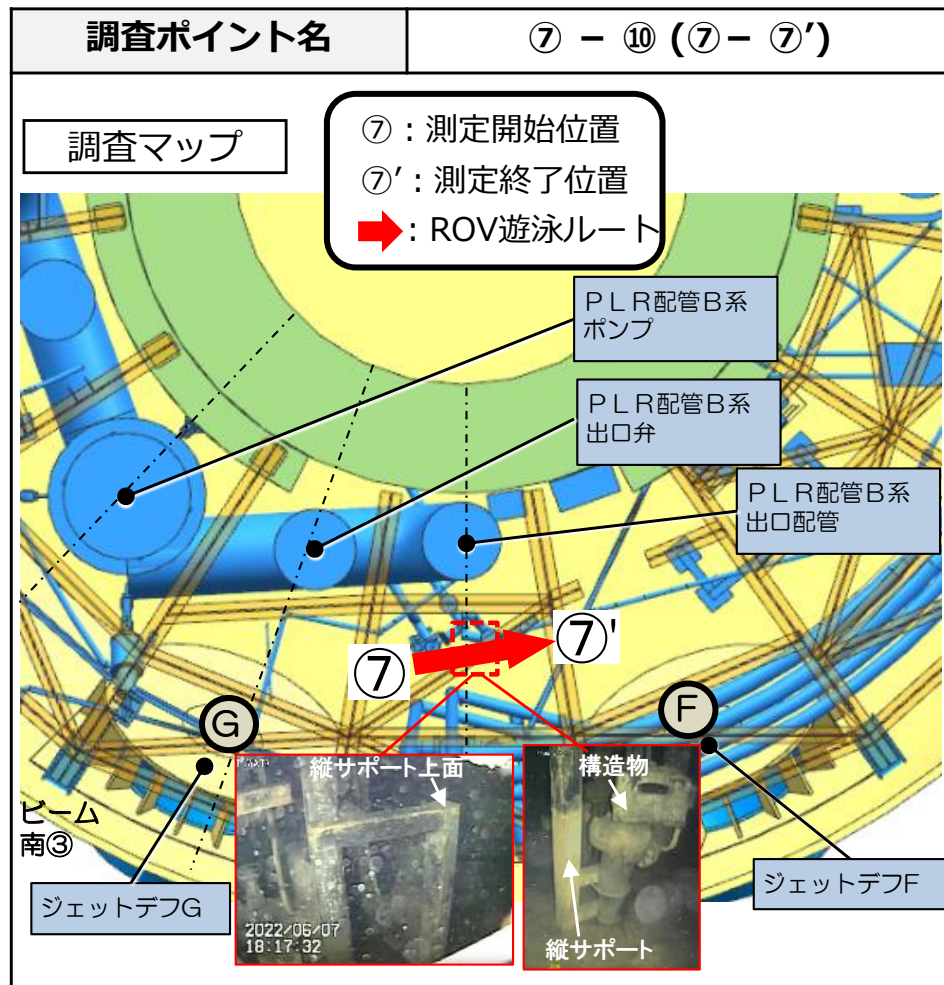 調査ポイント名
⑦ － ⑩ (⑦－ ⑦’)
調査マップ
⑦：測定開始位置
⑦’：測定終了位置
：ROV遊泳ルート
ＰＬＲ配管Ｂ系
ポンプ
ＰＬＲ配管Ｂ系
出口弁
ＰＬＲ配管Ｂ系
出口配管
⑦
⑦'
G
F
縦サポート上面
構造物
ビーム
南③
ジェットデフG
2022/06/07
18:17:32
縦サポート
ジェットデフF